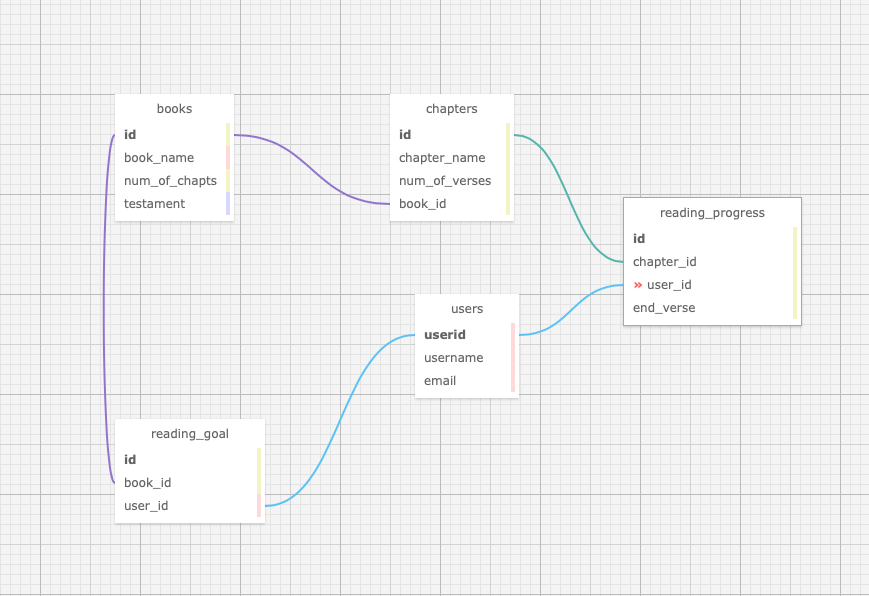 books
id
book_name
num_of_chapts
testament
chapters
id
chapter_name
num_of_verses
book_id
reading_progress
id
chapter_id
» user_id
end_verse
users
userid
username
email
reading_goal
id
book_id
user_id